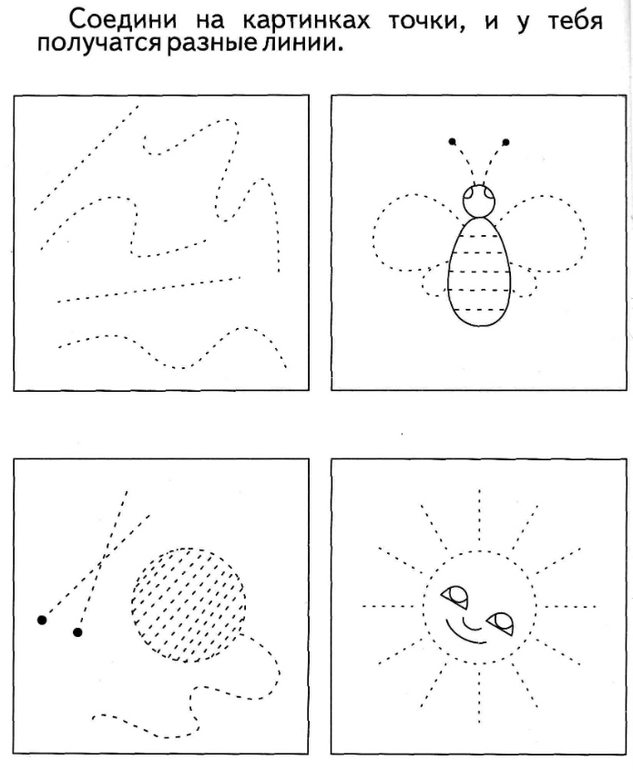 Соедини на картинках точки, и у тебя
получатся разные линии.